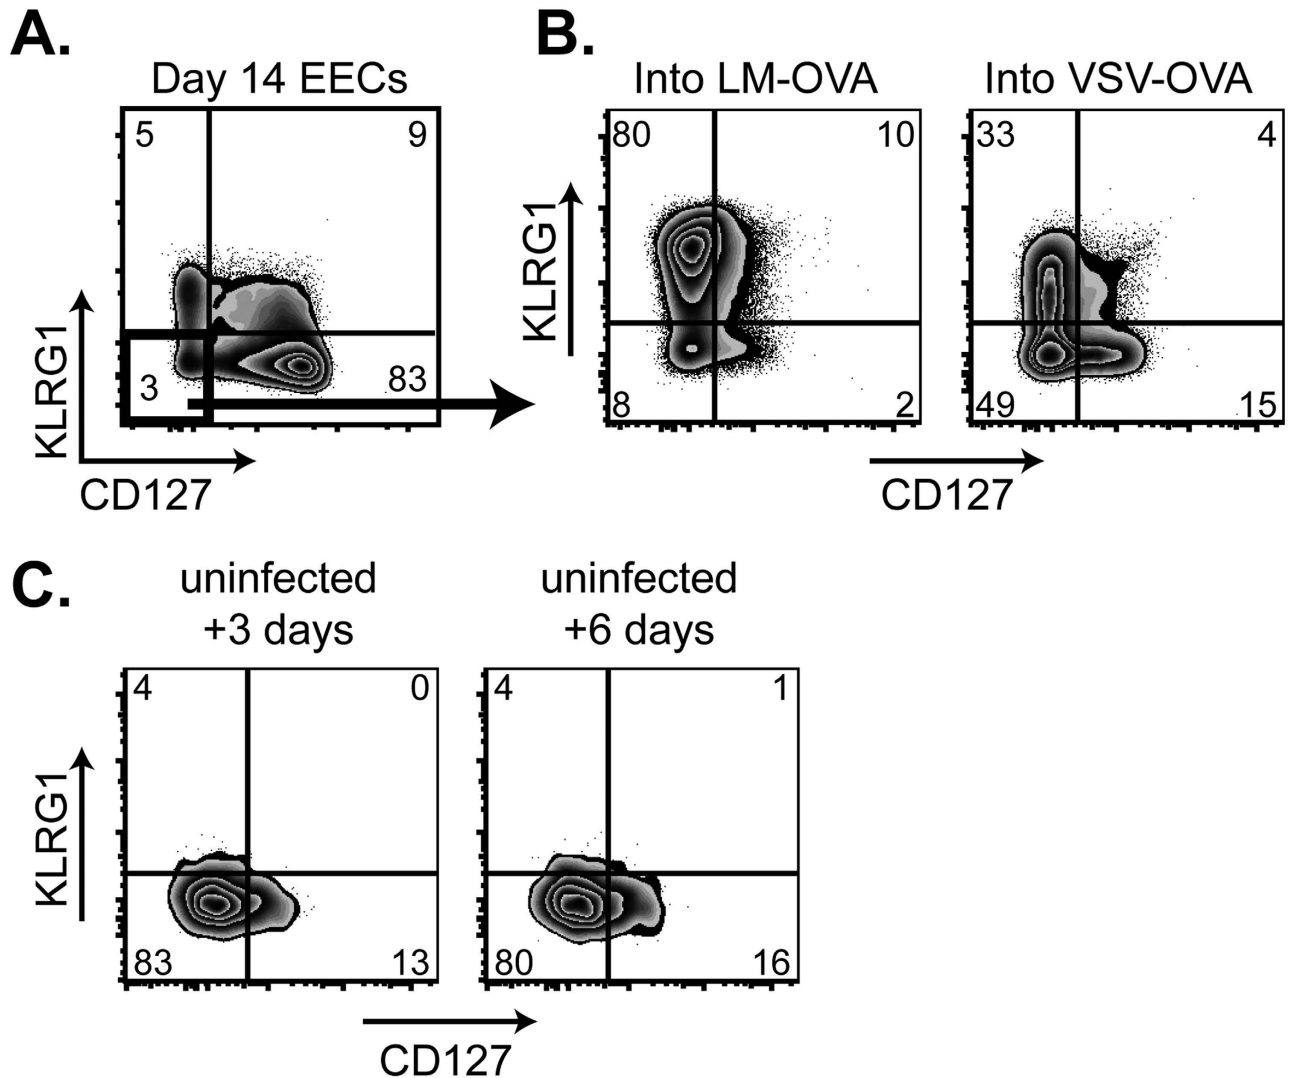 A.
Day 14 EECs
5
9
3
83
KLRG1
CD127
B.
Into LM-OVA
Into VSV-OVA
80
10
8
2
33
4
49
15
KLRG1
CD127
C.
uninfected
+3 days
uninfected
+6 days
4
0
83
13
4
1
80
16
KLRG1
CD127